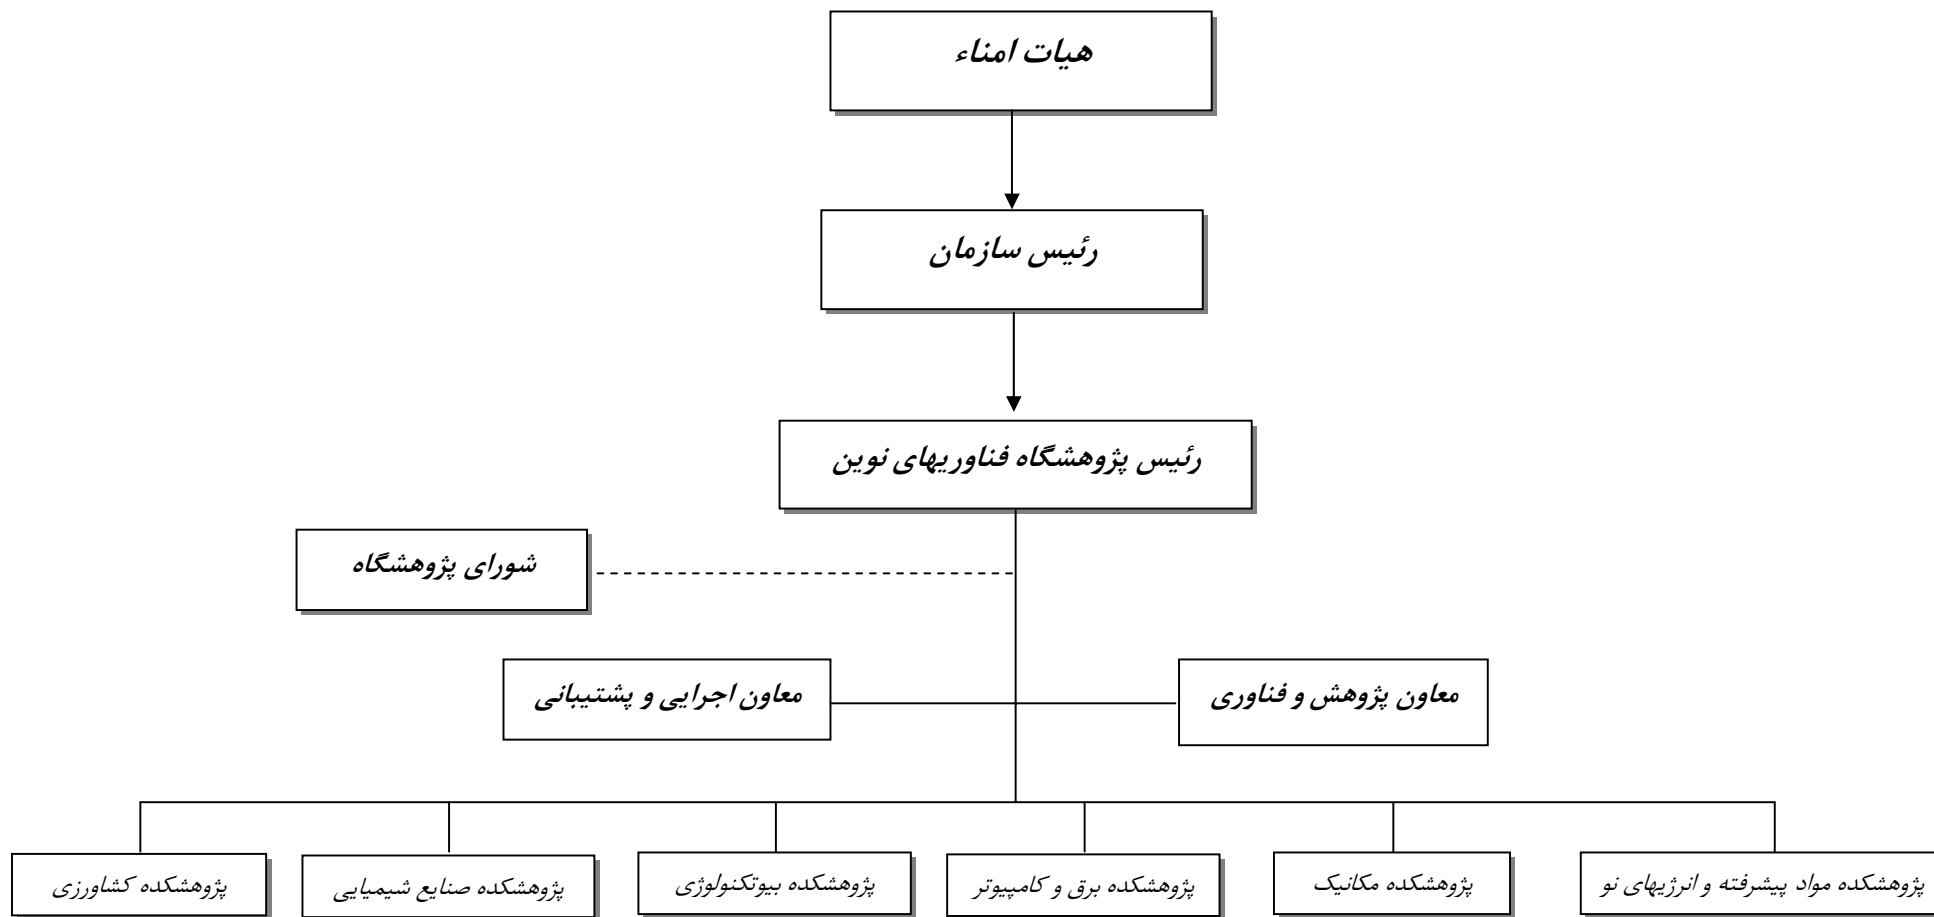 هیات امناء
رئیس سازمان
رئیس پژوهشگاه فناوریهای نوین
شورای پژوهشگاه
معاون پژوهش و فناوری
معاون اجرایی و پشتیبانی
پژوهشکده مواد پیشرفته و انرژیهای نو
پژوهشکده مکانیک
پژوهشکده برق و کامپیوتر
پژوهشکده بیوتکنولوژی
پژوهشکده صنایع شیمیایی
پژوهشکده کشاورزی